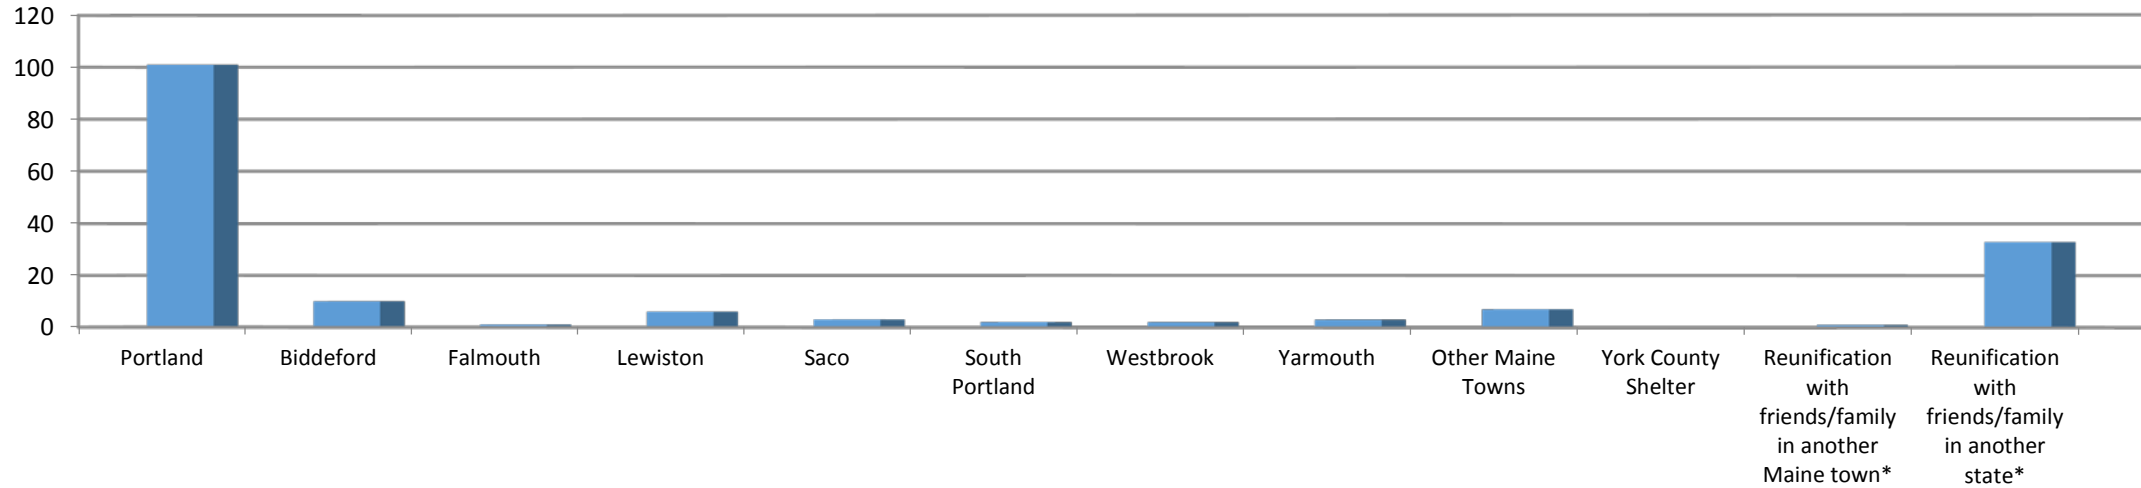 120
100
80
60
40
20
0
Portland
Biddeford
Falmouth
Lewiston
Saco
South
Portland
Westbrook
Yarmouth
Other Maine
Towns
York County
Shelter
Reunification
with
friends/family
in another
Maine town*
Reunification
with
friends/family
in another
state*